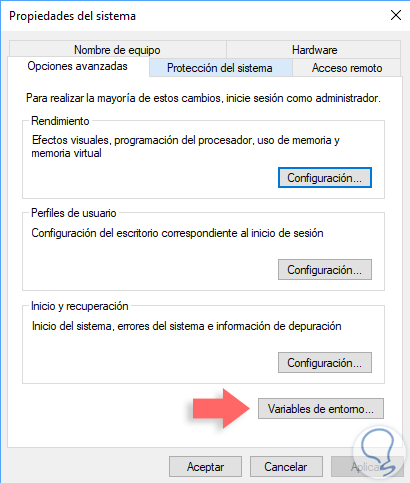 Propiedades del sistema
Nombre de equipo
Hardware
Opciones avanzadas
Protección del sistema
Acceso remoto
Para realizar la mayoría de estos cambios, inicie sesión como administrador.
Rendimiento
Efectos visuales, programación del procesador, uso de memoria y
memoria virtual
Configuración...
Perfiles de usuario
Configuración del escritorio correspondiente al inicio de sesión
Configuración...
Inicio y recuperación
Inicio del sistema, errores del sistema e información de depuración
Configuración...
Variables de entorno...
Aceptar
Cancelar
Aplicar